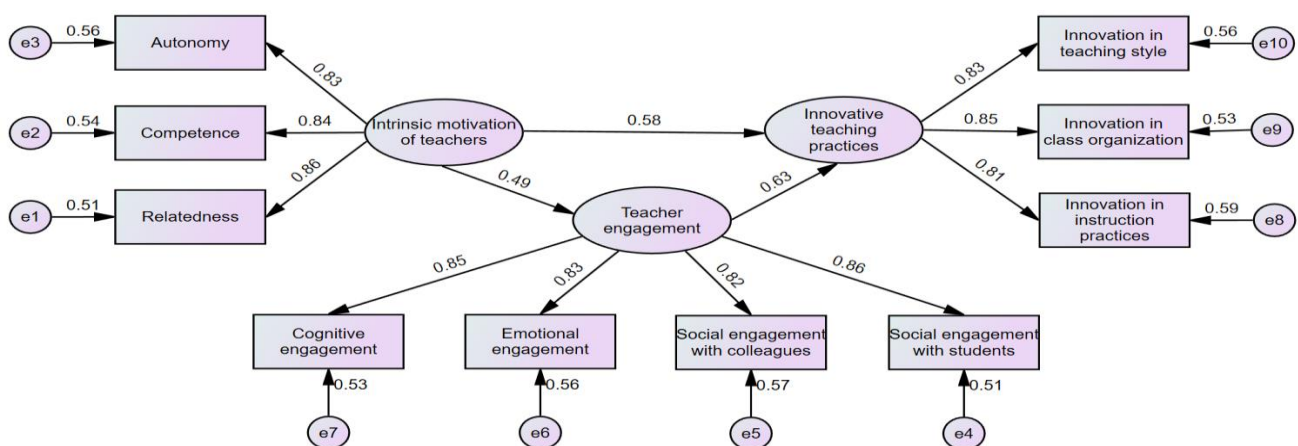 e3
0.56
Autonomy
0.83
e2
0.54
Competence
0.84
e1
0.51
Relatedness
0.86
Intrinsic motivation
of teachers
0.58
0.49
Innovative
teaching
practices
0.63
Teacher
engagement
0.83
Innovation in
teaching style
0.56
e10
0.85
Innovation in
class organization
0.53
e9
0.81
Innovation in
instruction
practices
0.59
e8
0.85
0.83
0.82
0.86
Cognitive
engagement
Emotional
engagement
Social engagement
with colleagues
Social engagement
with students
0.53
0.56
0.57
0.51
e7
e6
e5
e4